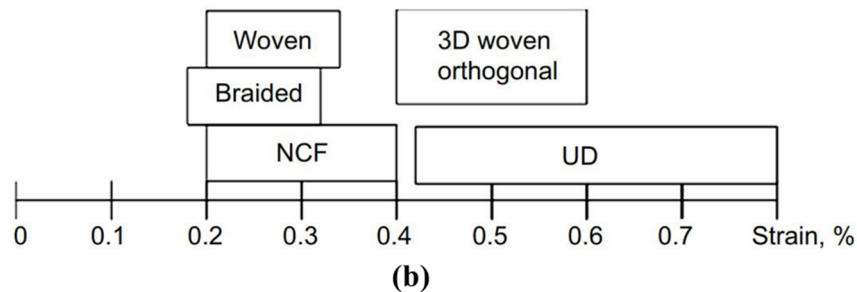 Woven
3D woven
orthogonal
Braided
NCF
UD
0 0.1 0.2 0.3 0.4 0.5 0.6 0.7 Strain, %
(b)